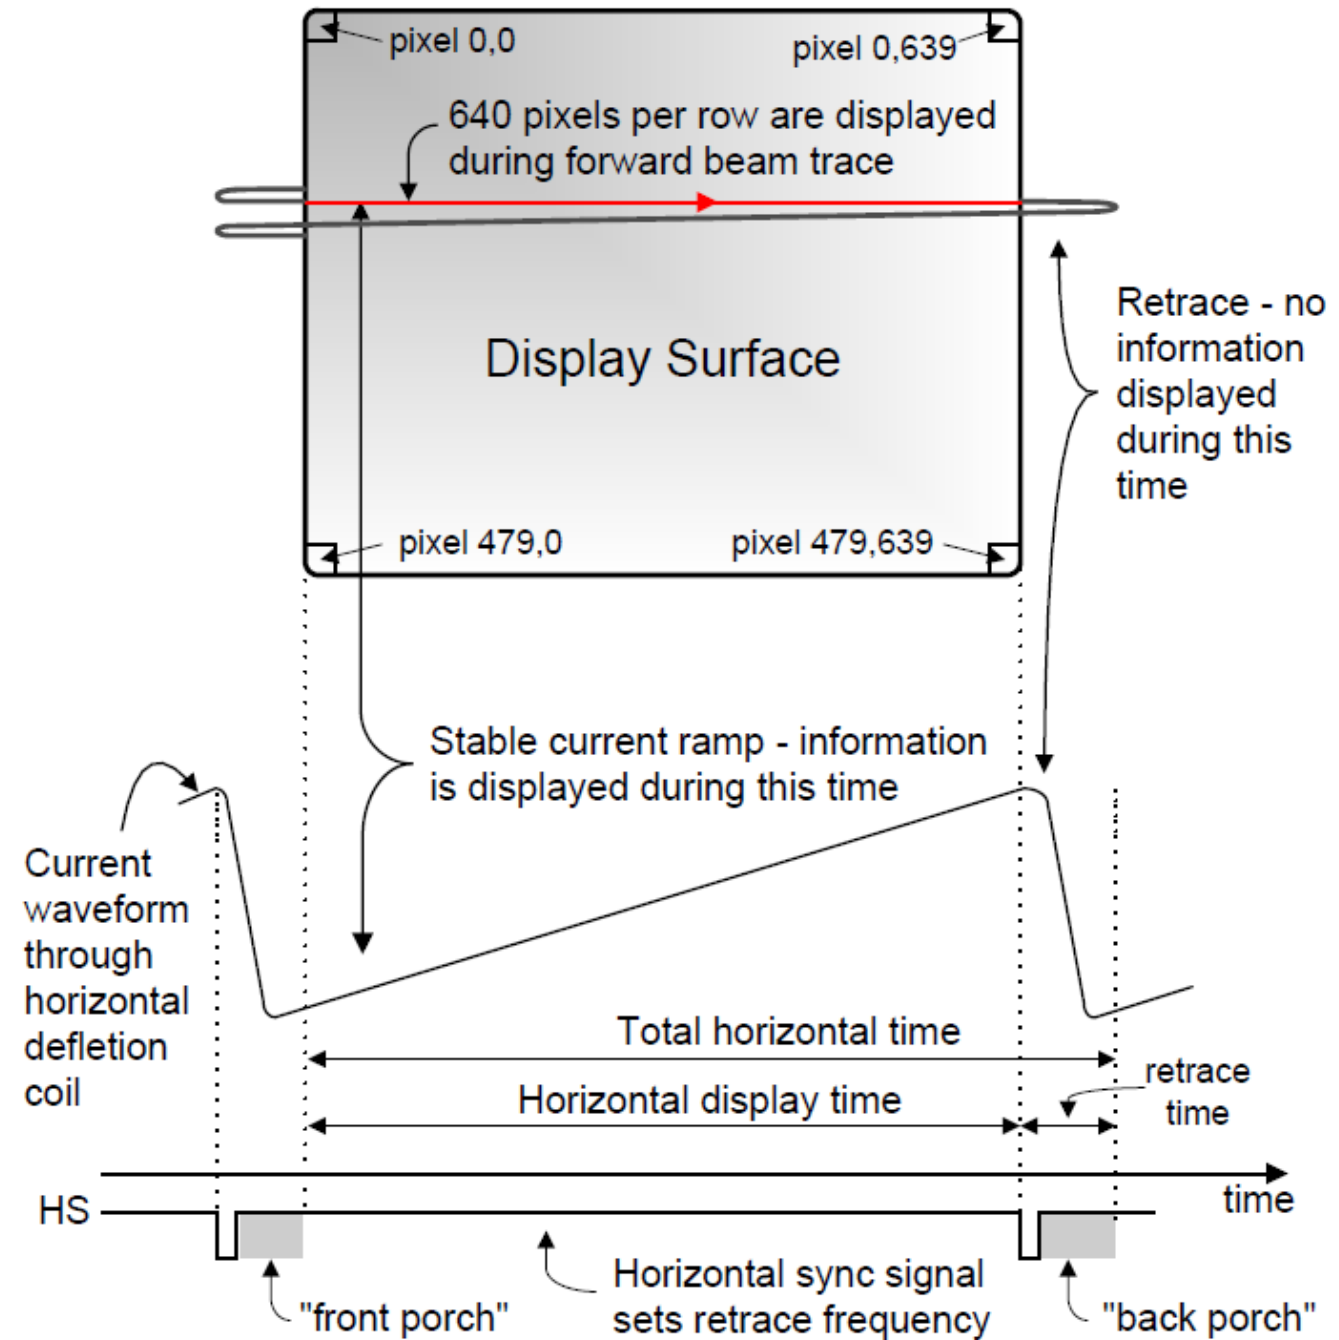 pixel 0,0
pixel 0,639
640 pixels per row are displayed
during forward beam trace
Display Surface
Retrace - no
information
displayed
during this
time
pixel 479,0
pixel 479,639
Stable current ramp - information
is displayed during this time
Current
waveform
through
horizontal
defletion
coil
Total horizontal time
Horizontal display time
retrace
time
time
HS
"front porch"
Horizontal sync signal
sets retrace frequency
"back porch"